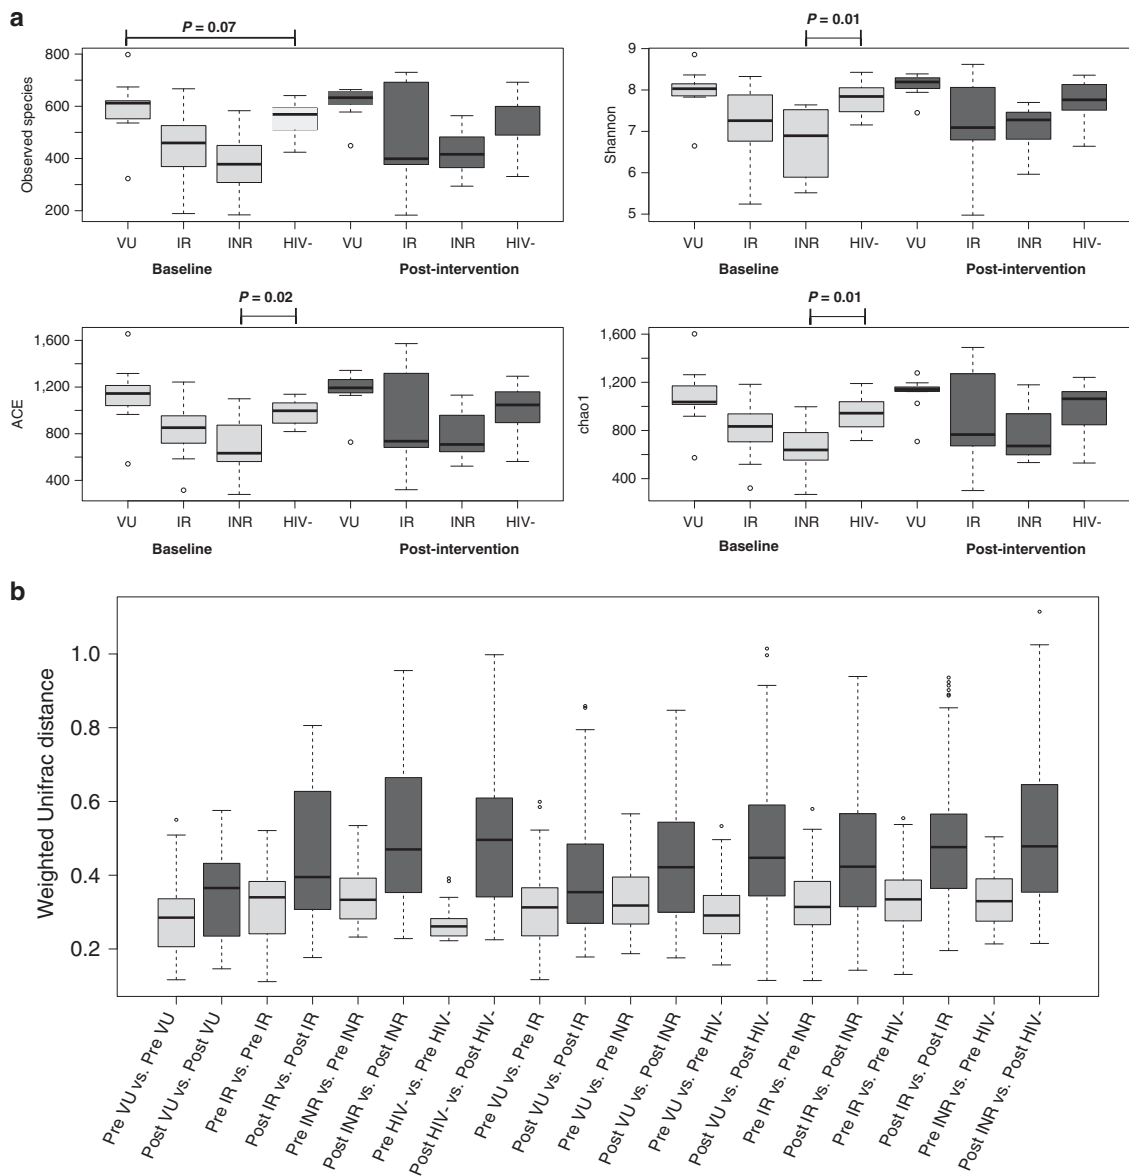 a
P = 0.07
Observed species
800
600
400
200
VU IR INR HIV- VU IR INR HIV-
Baseline Post-intervention
P = 0.01
Shannon
9
8
7
6
5
VU IR INR HIV- VU IR INR HIV-
Baseline Post-intervention
P = 0.02
ACE
1,600
1,200
800
400
VU IR INR HIV- VU IR INR HIV-
Baseline Post-intervention
P = 0.01
chao1
1,600
1,200
800
400
VU IR INR HIV- VU IR INR HIV-
Baseline Post-intervention
b
Weighted Unifrac distance
1.0
0.8
0.6
0.4
0.2
Pre VU vs. Pre VU
Post VU vs. Post VU
Pre IR vs. Pre IR
Post IR vs. Post IR
Pre INR vs. Pre INR
Post INR vs. Post INR
Pre HIV- vs. Pre HIV-
Post HIV- vs. Post HIV-
Pre VU vs. Pre IR
Post VU vs. Post IR
Pre VU vs. Pre INR
Post VU vs. Post INR
Pre VU vs. Pre HIV-
Post VU vs. Post HIV-
Pre IR vs. Pre INR
Post IR vs. Post INR
Pre IR vs. Pre HIV-
Post IR vs. Post HIV-
Pre INR vs. Pre HIV-
Post INR vs. Post HIV-